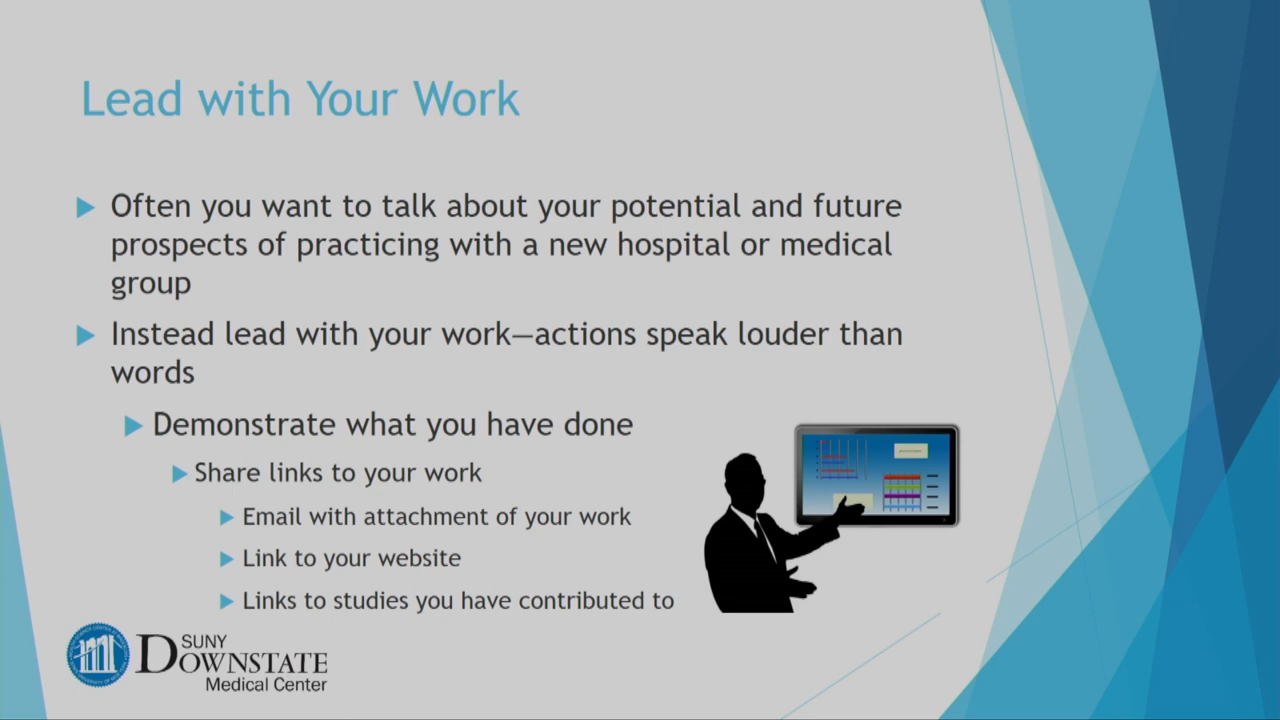 Lead with Your Work
Often you want to talk about your potential and future
prospects of practicing with a new hospital or medical
group
Instead lead with your work—actions speak louder than
words
Demonstrate what you have done
Share links to your work
Email with attachment of your work
Link to your website
Links to studies you have contributed to
SUNY
DOWNSTATE
Medical Center